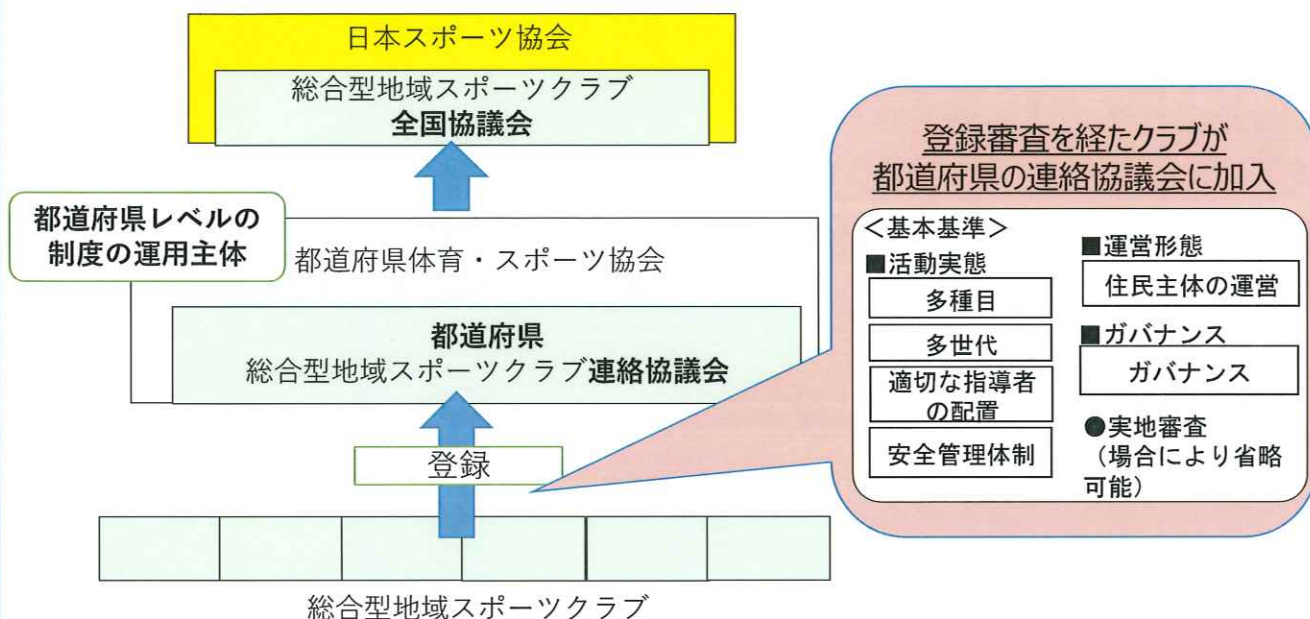 日本スポーツ協会
総合型地域スポーツクラブ
全国協議会
都道府県レベルの
制度の運用主体
都道府県体育・スポーツ協会
都道府県
総合型地域スポーツクラブ連絡協議会
登録
総合型地域スポーツクラブ
登録審査を経たクラブが
都道府県の連絡協議会に加入
＜基本基準＞
■活動実態
多種目
多世代
適切な指導者
の配置
安全管理体制
■運営形態
住民主体の運営
■ガバナンス
ガバナンス
●実地審査
（場合により省略
可能）